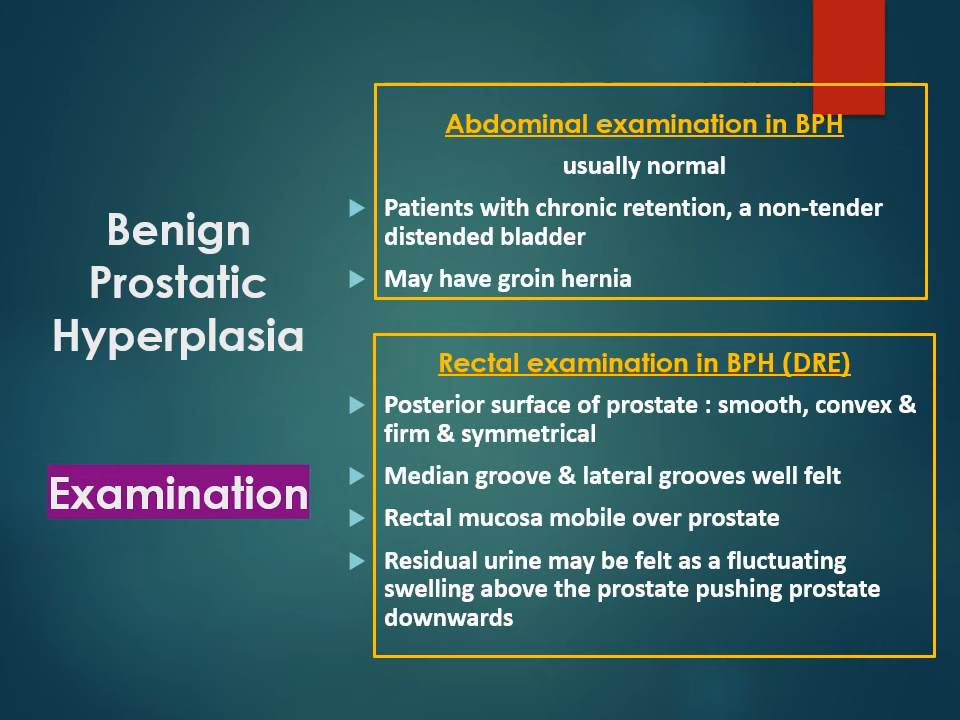 Benign
Prostatic
Hyperplasia
Examination
Abdominal examination in BPH
usually normal
Patients with chronic retention, a non-tender
distended bladder
May have groin hernia
Rectal examination in BPH (DRE)
Posterior surface of prostate : smooth, convex &
firm & symmetrical
Median groove & lateral grooves well felt
Rectal mucosa mobile over prostate
Residual urine may be felt as a fluctuating
swelling above the prostate pushing prostate
downwards